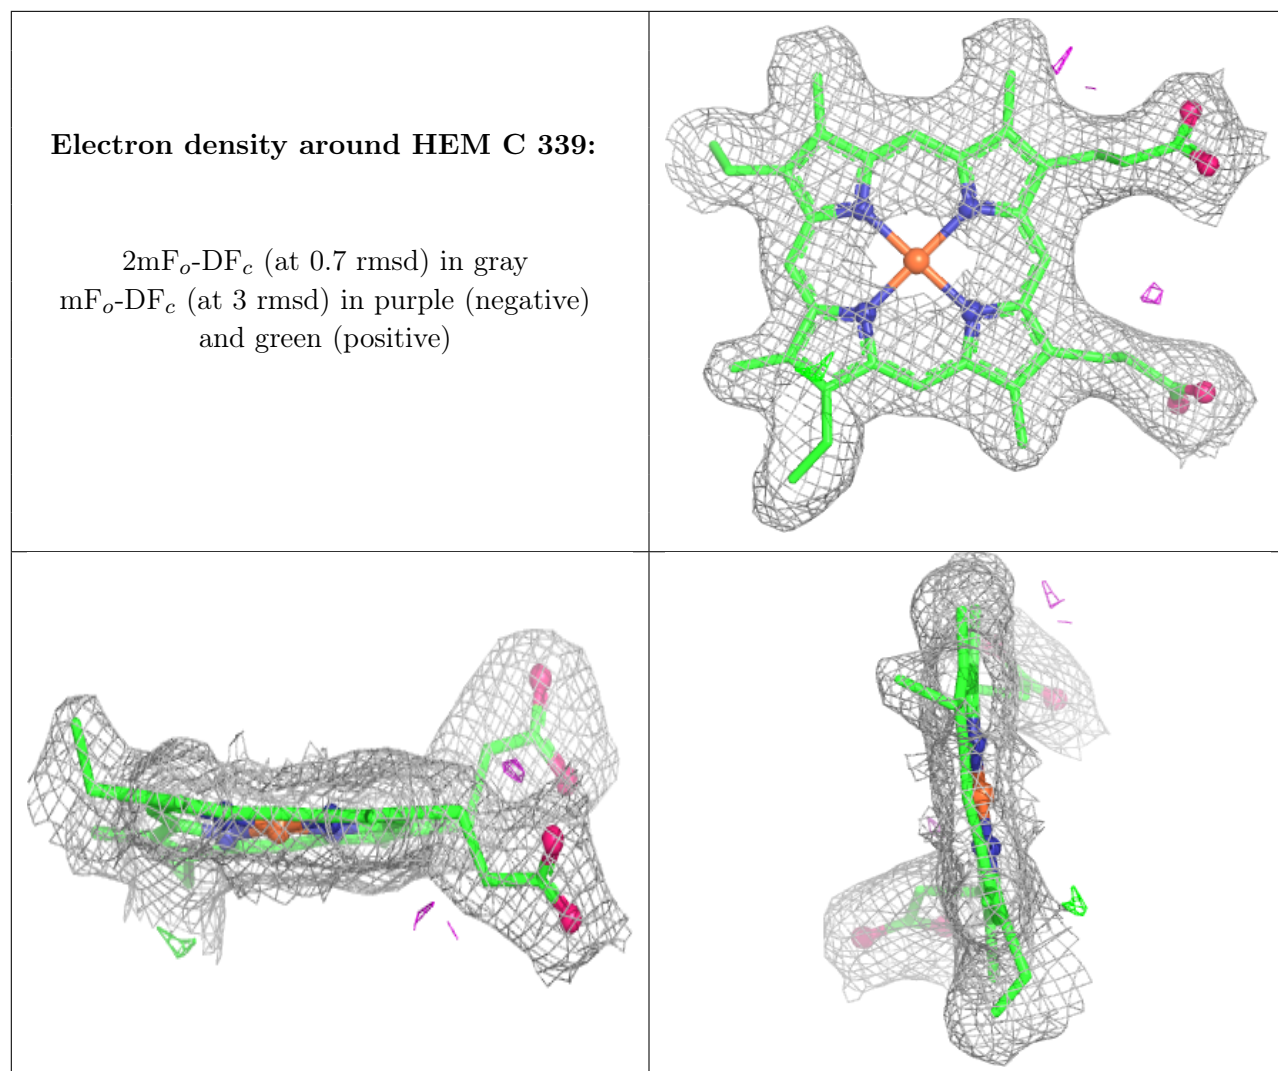 Electron density around HEM C 339:
2mFo-DFc (at 0.7 rmsd) in gray
mFo-DFc (at 3 rmsd) in purple (negative)
and green (positive)